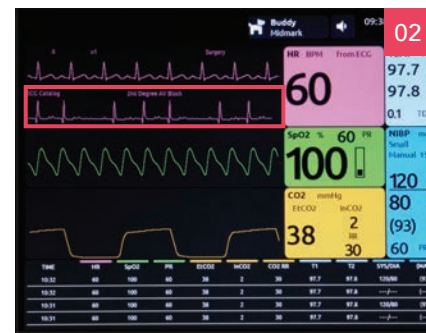 Buddy
Midmark
09:3
02
x1
Surgery
HR BPM from ECG
60
97.7
97.8
0.1
ECG Catalog
2nd Degree AV Block
SpO2 % 60 PR
100
NIBP
Small
Manual
120
80
(93)
60
CO2 mmHg
EtCO2
InCO2
38
2
RR
30
TIME HR SpO2 PR EtCO2 InCO2 CO2 RR T1 T2 SYS/DIA
10:32 60 100 60 38 2 30 97.7 97.8 120/80
10:32 60 100 60 38 2 30 97.7 97.8 --/--
10:31 60 100 60 38 2 30 97.7 97.8 120/80
10:31 60 100 60 38 2 30 97.7 97.8 --/--